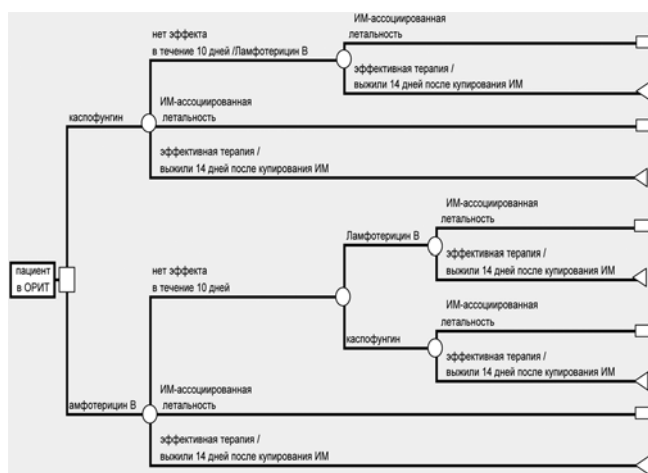 ИМ-ассоциированная
летальность
нет эффекта
в течение 10 дней /Ламфотерицин В
эффективная терапия /
выжили 14 дней после купирования ИМ
ИМ-ассоциированная
летальность
каспофунгин
эффективная терапия /
выжили 14 дней после купирования ИМ
ИМ-ассоциированная
летальность
Ламфотерицин В
эффективная терапия /
выжили 14 дней после купирования ИМ
пациент
в ОРИТ
нет эффекта
в течение 10 дней
ИМ-ассоциированная
летальность
каспофунгин
эффективная терапия /
выжили 14 дней после купирования ИМ
ИМ-ассоциированная
летальность
амфотерицин В
эффективная терапия /
выжили 14 дней после купирования ИМ